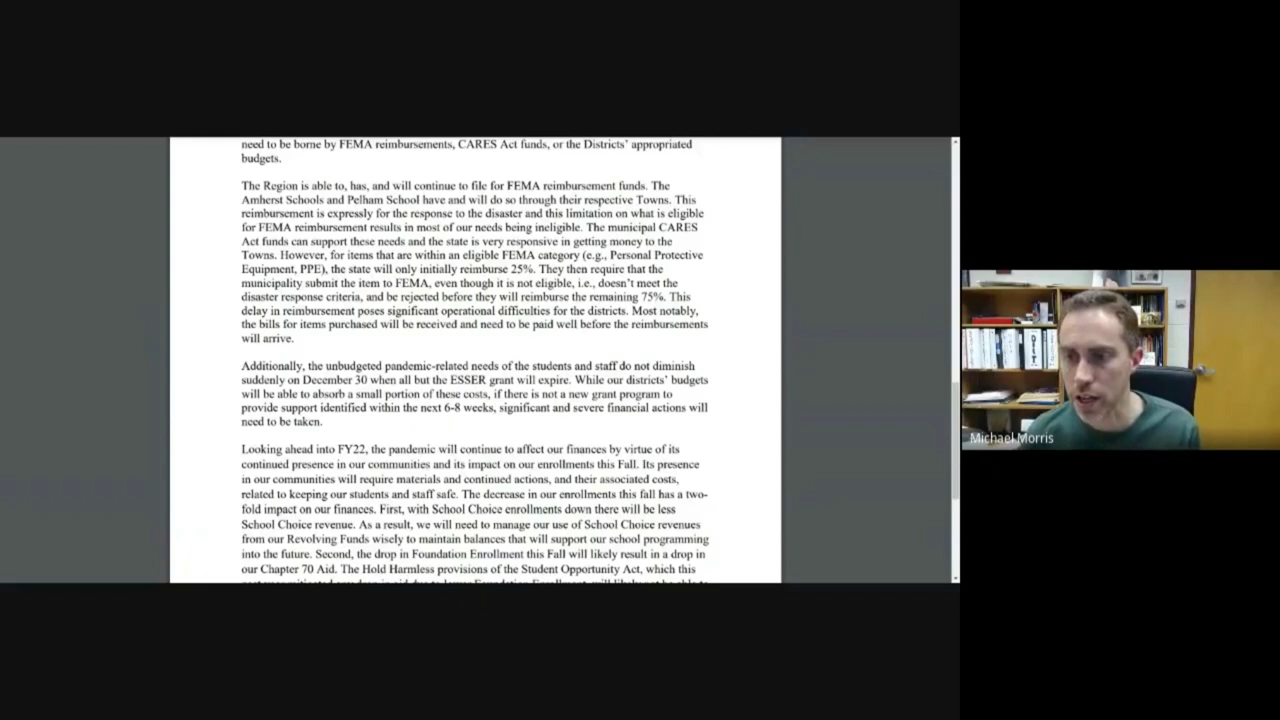 need to be borne by FEMA reimbursements, CARES Act funds, or the Districts' appropriated
budgets.
The Region is able to, has, and will continue to file for FEMA reimbursement funds. The
Amherst Schools and Pelham School have and will do so through their respective Towns. This
reimbursement is expressly for the response to the disaster and this limitation on what is eligible
for FEMA reimbursement results in most of our needs being ineligible. The municipal CARES
Act funds can support these needs and the state is very responsive in getting money to the
Towns. However, for items that are within an eligible FEMA category (e.g., Personal Protective
Equipment, PPE), the state will only initially reimburse 25%. They then require that the
municipality submit the item to FEMA, even though it is not eligible, i.e., doesn't meet the
disaster response criteria, and be rejected before they will reimburse the remaining 75%. This
delay in reimbursement poses significant operational difficulties for the districts. Most notably,
the bills for items purchased will be received and need to be paid well before the reimbursements
will arrive.
Additionally, the unbudgeted pandemic-related needs of the students and staff do not diminish
suddenly on December 30 when all but the ESSER grant will expire. While our districts' budgets
will be able to absorb a small portion of these costs, if there is not a new grant program to
provide support identified within the next 6-8 weeks, significant and severe financial actions will
need to be taken.
Looking ahead into FY22, the pandemic will continue to affect our finances by virtue of its
continued presence in our communities and its impact on our enrollments this Fall. Its presence
in our communities will require materials and continued actions, and their associated costs,
related to keeping our students and staff safe. The decrease in our enrollments this fall has a two-
fold impact on our finances. First, with School Choice enrollments down there will be less
School Choice revenue. As a result, we will need to manage our use of School Choice revenues
from our Revolving Funds wisely to maintain balances that will support our school programming
into the future. Second, the drop in Foundation Enrollment this Fall will likely result in a drop in
our Chapter 70 Aid. The Hold Harmless provisions of the Student Opportunity Act, which this
Michael Morris